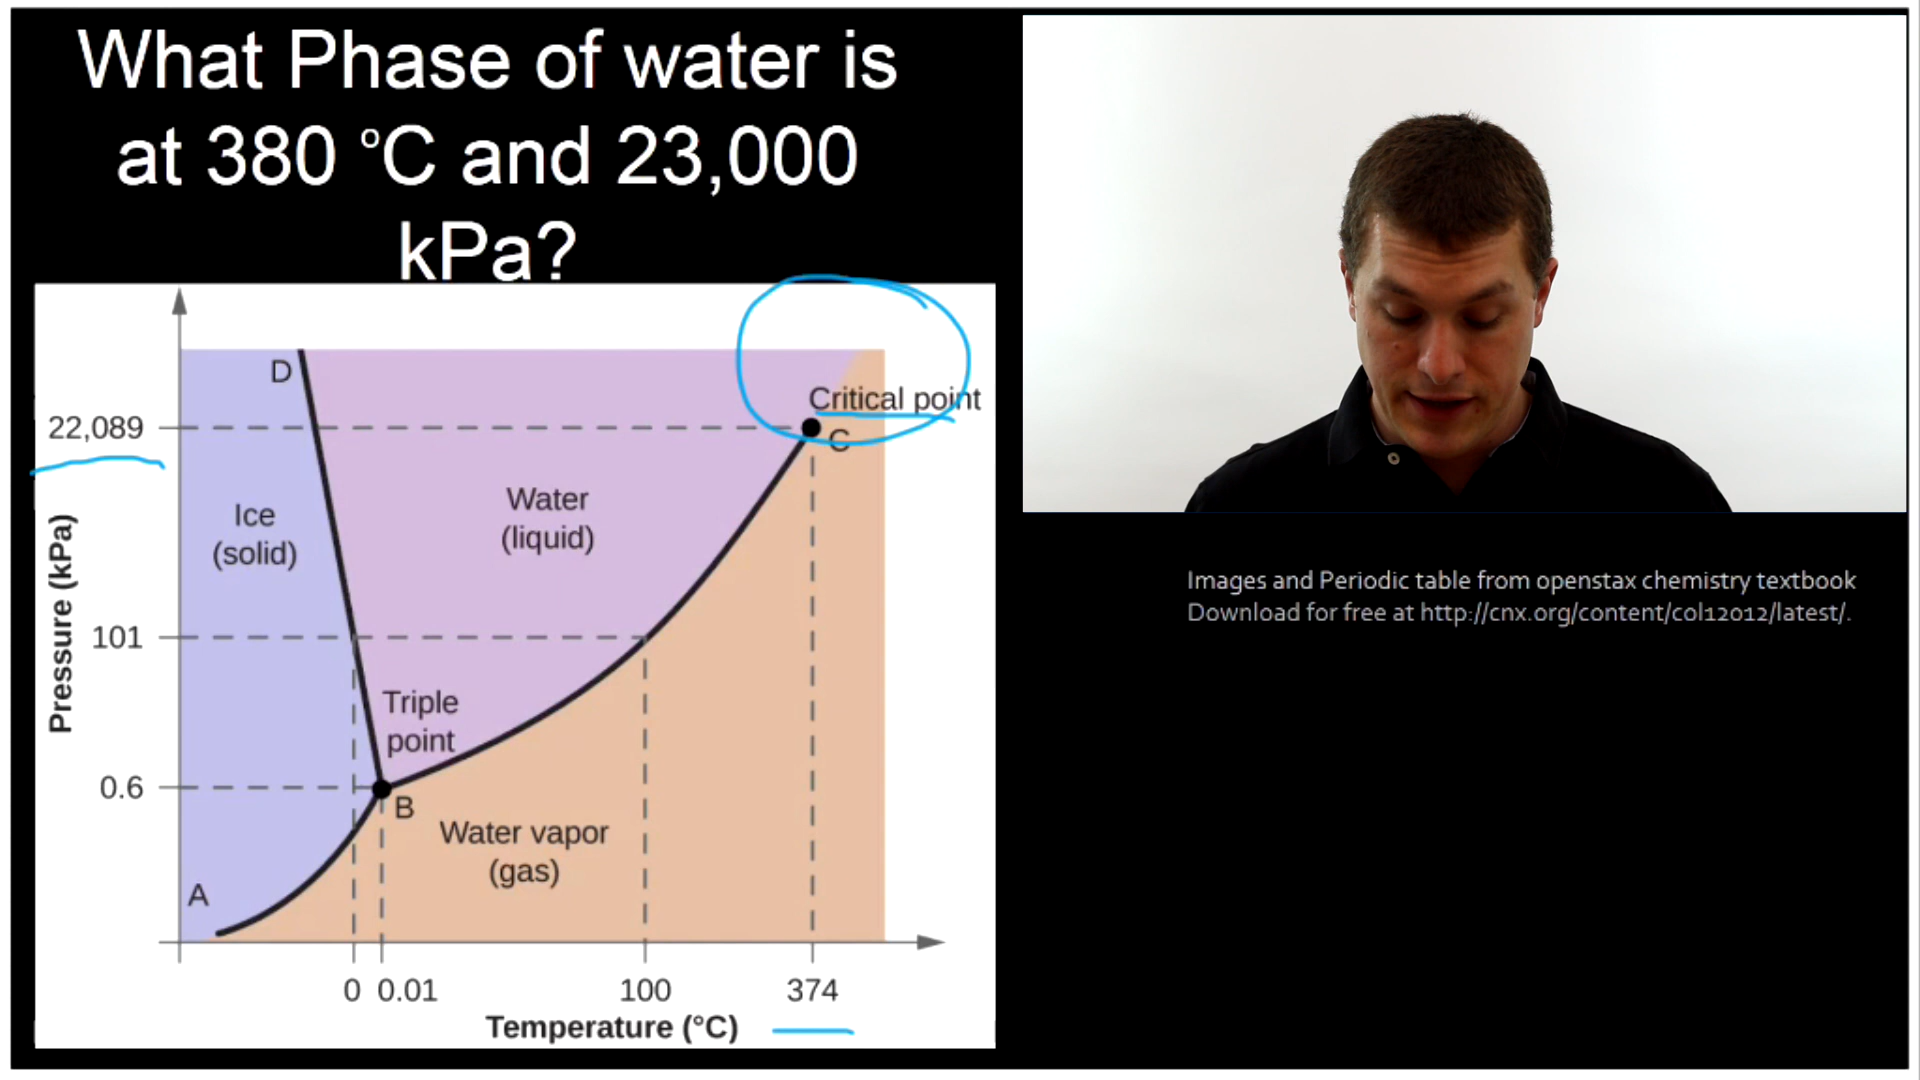 What Phase of water is
at 380 °C and 23,000
kPa?
D
Critical point
22,089
C
Water
(liquid)
Ice
(solid)
Pressure (kPa)
101
Triple
point
0.6
B
Water vapor
(gas)
A
0 0.01 100 374
Temperature (°C)
Images and Periodic table from openstax chemistry textbook
Download for free at http://cnx.org/content/col12012/latest/.